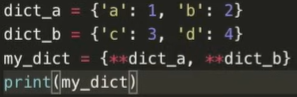 dict_a = {'a': 1, 'b': 2}
dict_b = {'c': 3, 'd': 4}
my_dict = {**dict_a, **dict_b}
print(my_dict)